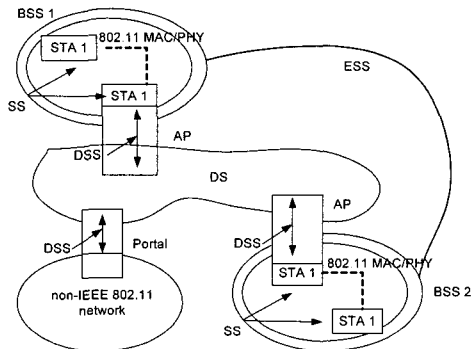 BSS 1
STA 1
802.11 MAC/PHY
ESS
SS
STA 1
AP
DSS
DS
AP
DSS
Portal
DSS
STA 1
802.11 MAC/PHY
BSS 2
non-IEEE 802.11
network
SS
STA 1